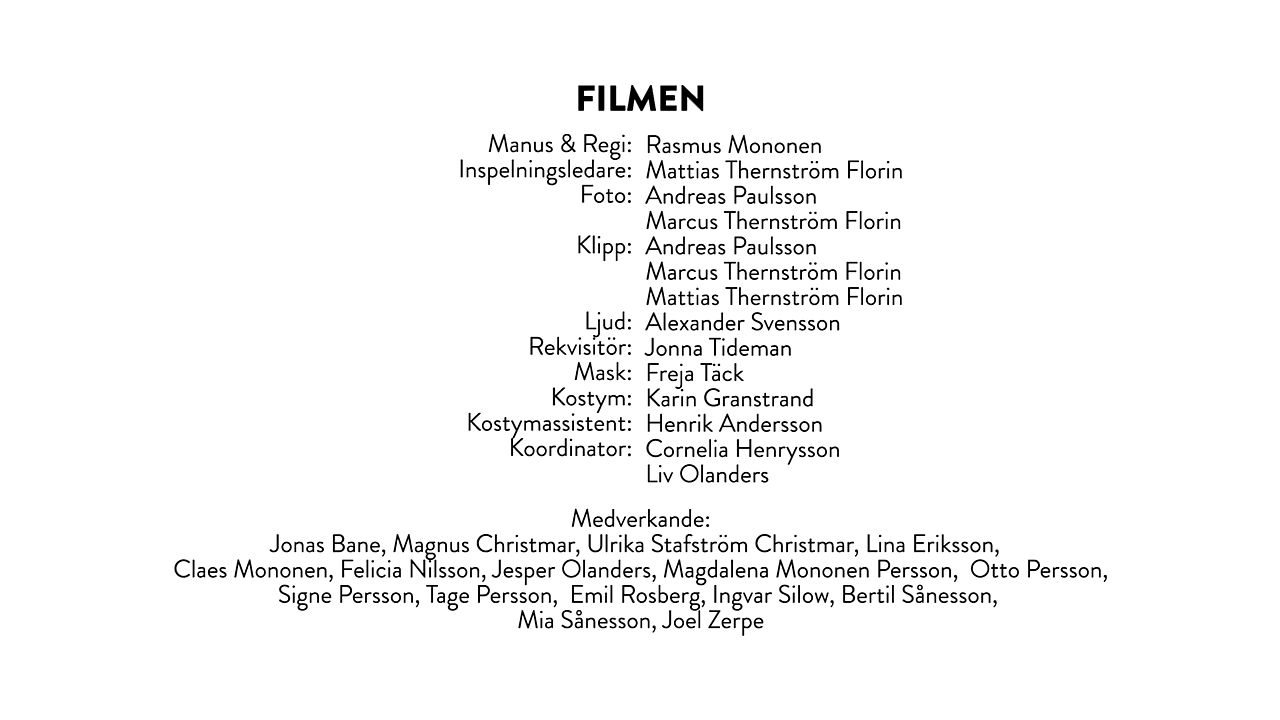 FILMEN
Manus & Regi: Rasmus Mononen
Inspelningsledare: Mattias Thernström Florin
Foto: Andreas Paulsson
Marcus Thernström Florin
Klipp: Andreas Paulsson
Marcus Thernström Florin
Mattias Thernström Florin
Ljud: Alexander Svensson
Rekvisitör: Jonna Tideman
Mask: Freja Täck
Kostym: Karin Granstrand
Kostymassistent: Henrik Andersson
Koordinator: Cornelia Henrysson
Liv Olanders
Medverkande:
Jonas Bane, Magnus Christmar, Ulrika Stafström Christmar, Lina Eriksson,
Claes Mononen, Felicia Nilsson, Jesper Olanders, Magdalena Mononen Persson, Otto Persson,
Signe Persson, Tage Persson, Emil Rosberg, Ingvar Silow, Bertil Sånesson,
Mia Sånesson, Joel Zerpe